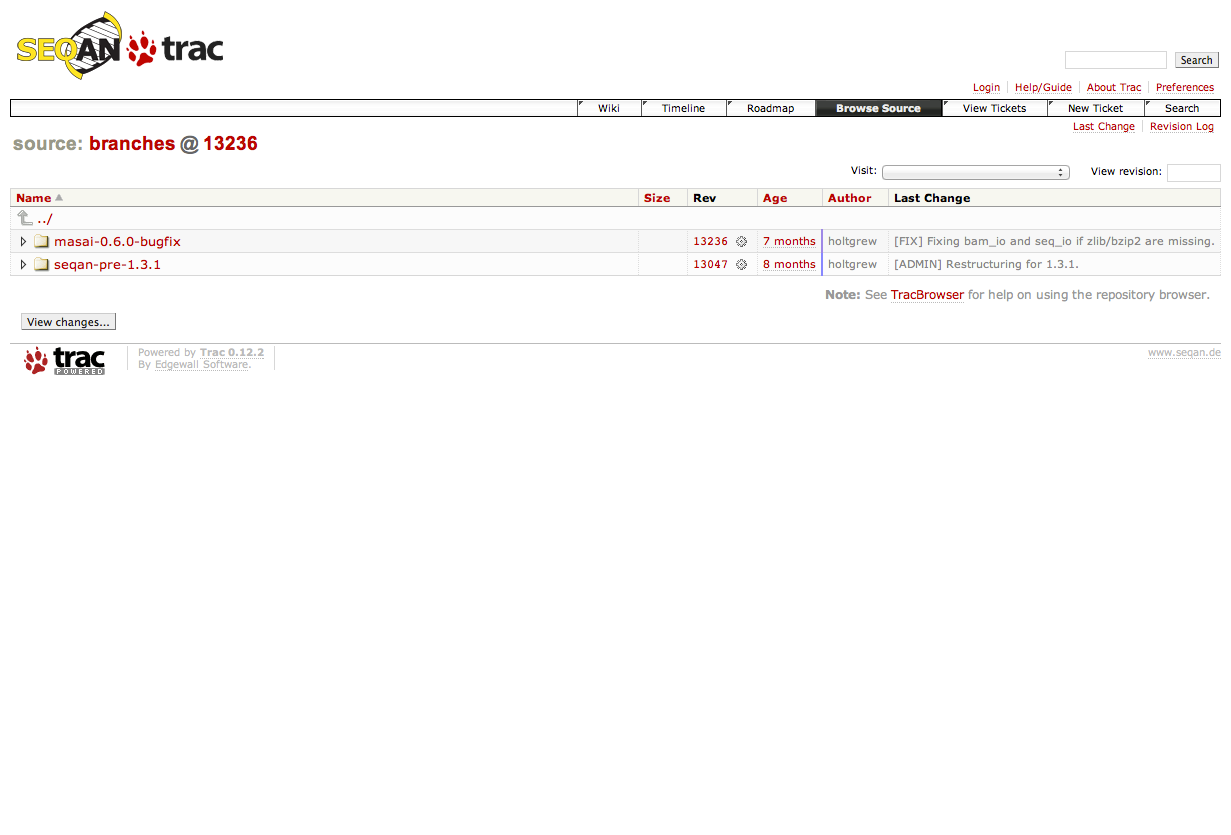 SEQAN trac
Search
Login Help/Guide About Trac Preferences
Wiki Timeline Roadmap Browse Source View Tickets New Ticket Search
Last Change Revision Log
source: branches @ 13236
Visit: View revision:
Name Size Rev Age Author Last Change
../
masai-0.6.0-bugfix 13236 7 months holtgrew [FIX] Fixing bam_io and seq_io if zlib/bzip2 are missing.
seqan-pre-1.3.1 13047 8 months holtgrew [ADMIN] Restructuring for 1.3.1.
Note: See TracBrowser for help on using the repository browser.
View changes...
trac POWERED
Powered by Trac 0.12.2
By Edgewall Software.
www.seqan.de